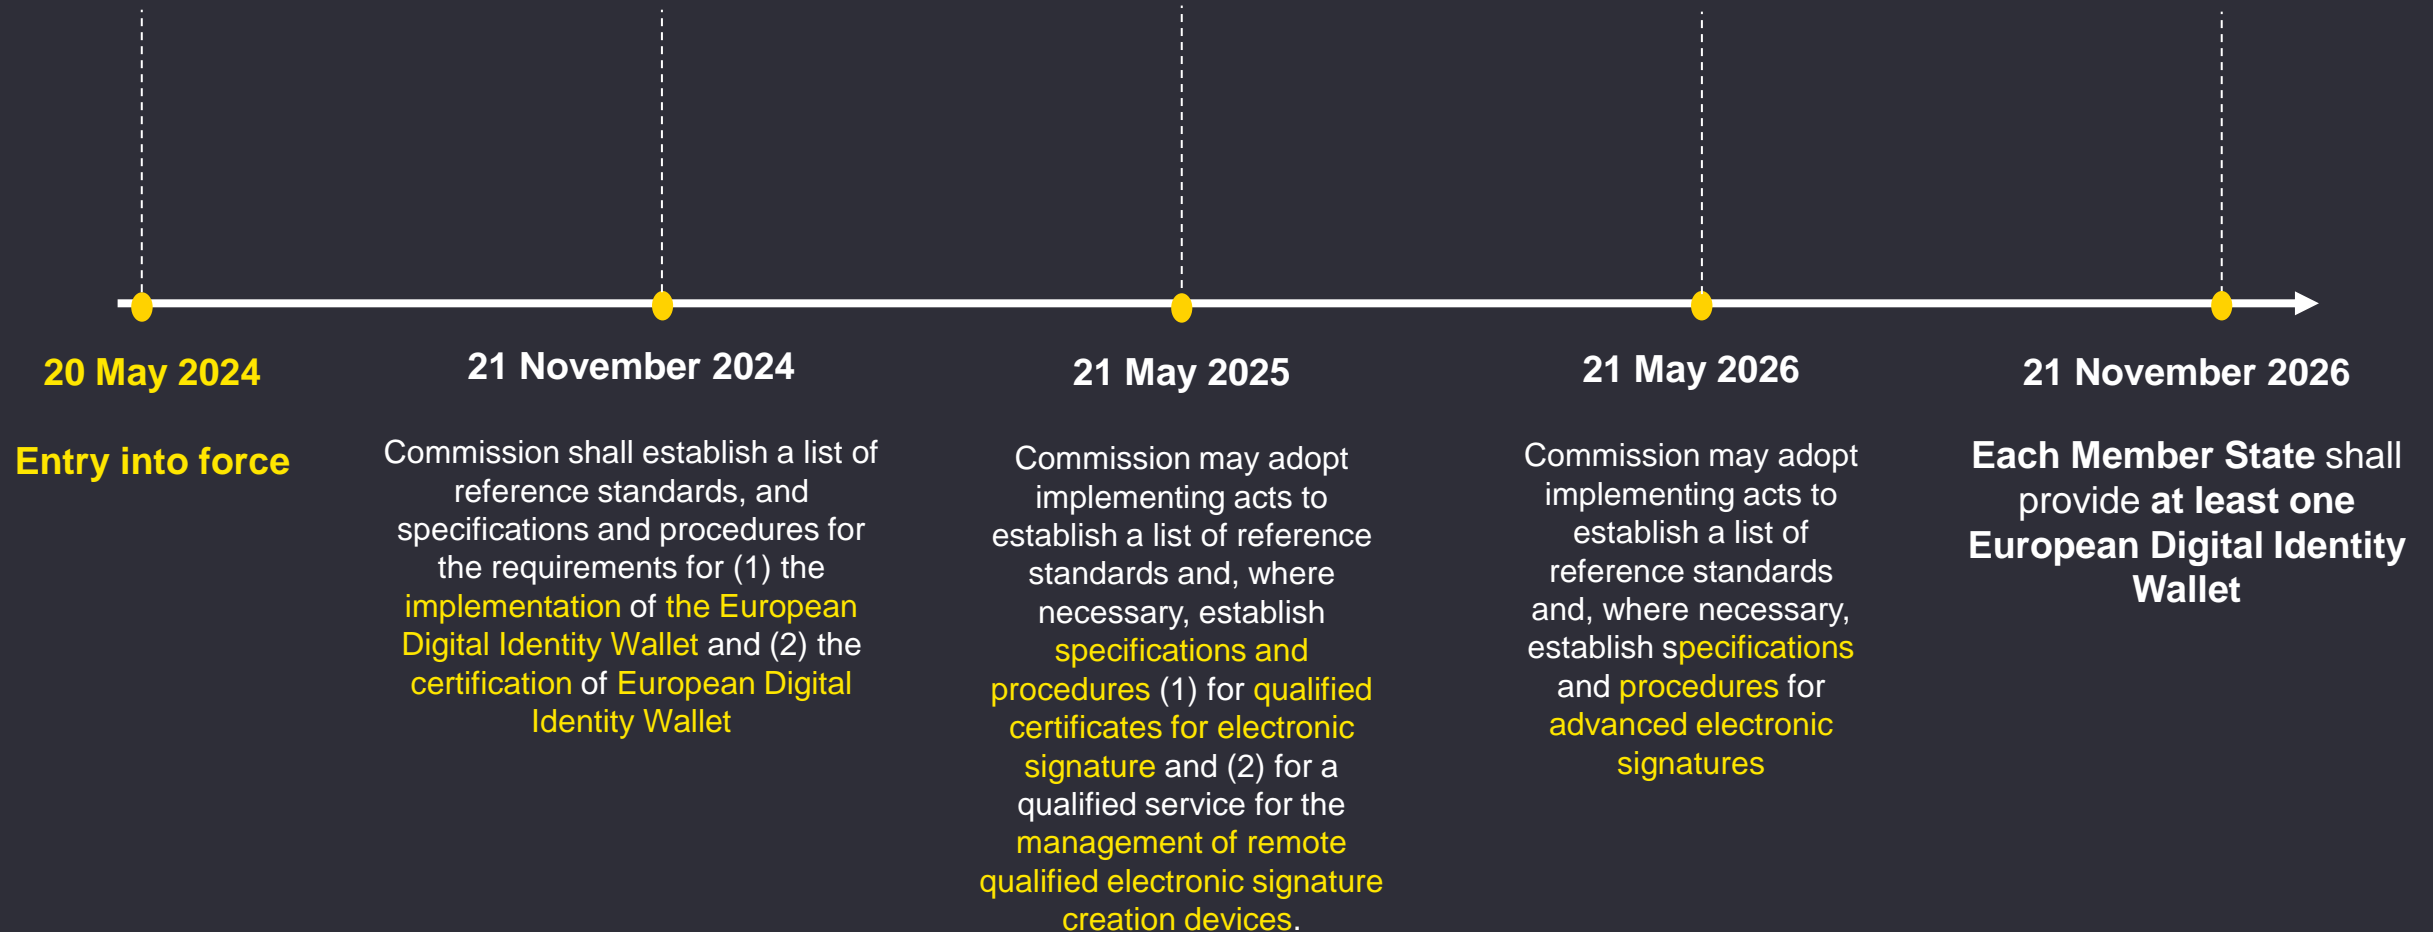 20 May 2024
Entry into force
21 November 2024
Commission shall establish a list of
reference standards, and
specifications and procedures for
the requirements for (1) the
implementation of the European
Digital Identity Wallet and (2) the
certification of European Digital
Identity Wallet
21 May 2025
Commission may adopt
implementing acts to
establish a list of reference
standards and, where
necessary, establish
specifications and
procedures (1) for qualified
certificates for electronic
signature and (2) for a
qualified service for the
management of remote
qualified electronic signature
creation devices.
21 May 2026
Commission may adopt
implementing acts to
establish a list of
reference standards
and, where necessary,
establish specifications
and procedures for
advanced electronic
signatures
21 November 2026
Each Member State shall
provide at least one
European Digital Identity
Wallet